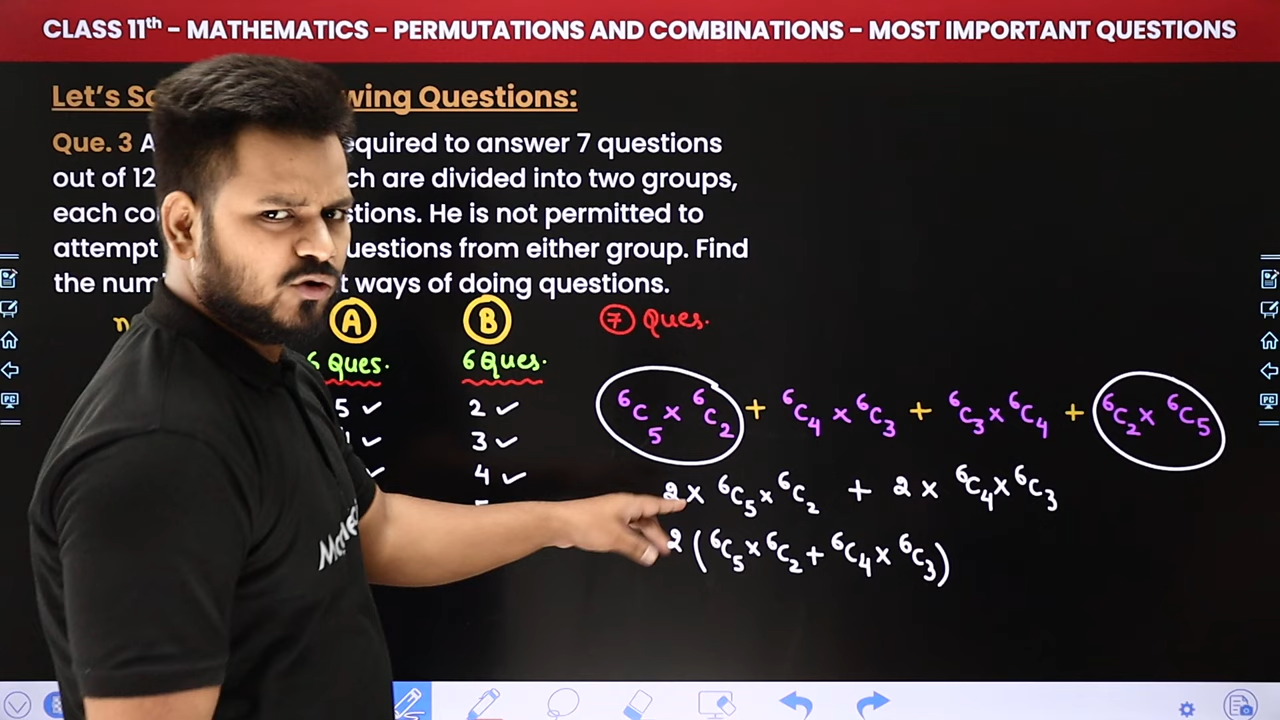 CLASS 11th - MATHEMATICS - PERMUTATIONS AND COMBINATIONS - MOST IMPORTANT QUESTIONS
Let's So wing Questions:
Que. 3 A equired to answer 7 questions
out of 12 ch are divided into two groups,
each co stions. He is not permitted to
attempt uestions from either group. Find
the num t ways of doing questions.
n A B 7 Ques.
6 Ques. 6 Ques.
5 ✓ 2 ✓ ⁶C₅ × ⁶C₂ + ⁶C₄ × ⁶C₃ + ⁶C₃ × ⁶C₄ + ⁶C₂ × ⁶C₅
✓ 3 ✓
✓ 4 ✓ 2 × ⁶C₅ × ⁶C₂ + 2 × ⁶C₄ × ⁶C₃
2 (⁶C₅ × ⁶C₂ + ⁶C₄ × ⁶C₃)